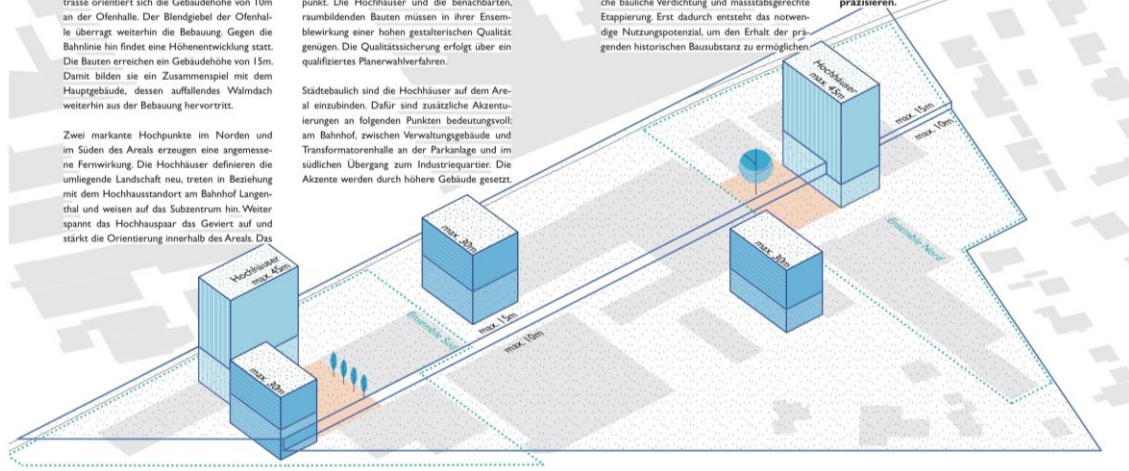 trasse orientiert sich die Gebäudehöhe von 10m
an der Ofenhalle. Der Blendgiebel der Ofenhal-
le überragt weiterhin die Bebauung. Gegen die
Bahnlinie hin findet eine Höhenentwicklung statt.
Die Bauten erreichen ein Gebäudehöhe von 15m.
Damit bilden sie ein Zusammenspiel mit dem
Hauptgebäude, dessen auffallendes Walmdach
weiterhin aus der Bebauung hervortritt.
Zwei markante Hochpunkte im Norden und
im Süden des Areals erzeugen eine angemesse-
ne Fernwirkung. Die Hochhäuser definieren die
umliegende Landschaft neu, treten in Beziehung
mit dem Hochhausstandort am Bahnhof Langen-
thal und weisen auf das Subzentrum hin. Weiter
spannt das Hochhauspaar das Geviert auf und
stärkt die Orientierung innerhalb des Areals. Das
punkt. Die Hochhäuser und die benachbarten,
raumbildenden Bauten müssen in ihrer Ensem-
blewirkung einer hohen gestalterischen Qualität
genügen. Die Qualitätssicherung erfolgt über ein
qualifiziertes Planerwahlverfahren.
Städtebaulich sind die Hochhäuser auf dem Are-
al einzubinden. Dafür sind zusätzliche Akzentu-
ierungen an folgenden Punkten bedeutungsvoll:
am Bahnhof, zwischen Verwaltungsgebäude und
Transformatorenhalle an der Parkanlage und im
südlichen Übergang zum Industriequartier. Die
Akzente werden durch höhere Gebäude gesetzt.
che bauliche Verdichtung und massstabsgerechte
Etappierung. Erst dadurch entsteht das notwen-
dige Nutzungspotenzial, um den Erhalt der prä-
genden historischen Bausubstanz zu ermöglichen.
präzisieren.
Hochhäuser
max. 45m
max. 15m
max. 10m
Ensemble Nord
max. 30m
max. 30m
Hochhäuser
max. 45m
max. 15m
max. 10m
Ensemble Süd
max. 30m